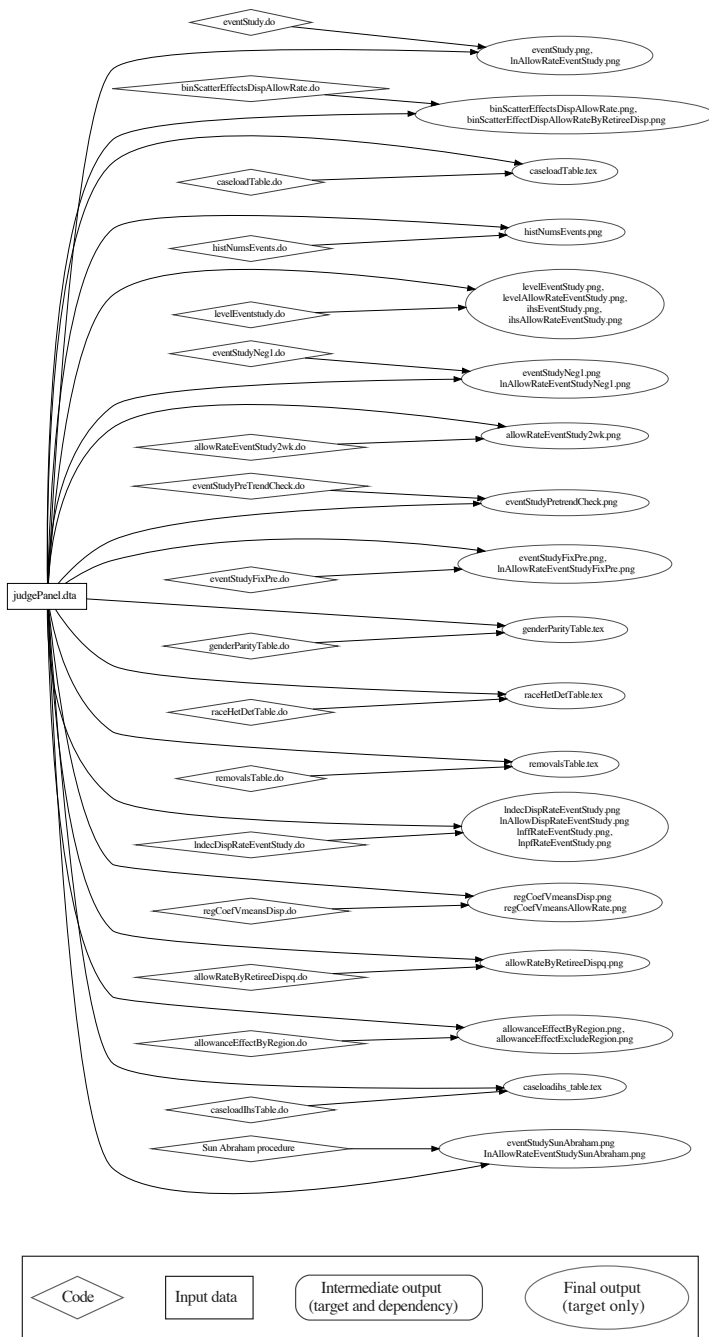 eventStudy.do
eventStudy.png,
lnAllowRateEventStudy.png
binScatterEffectsDispAllowRate.do
binScatterEffectsDispAllowRate.png,
binScatterEffectDispAllowRateByRetireeDisp.png
caseloadTable.tex
caseloadTable.do
histNumsEvents.png
histNumsEvents.do
levelEventStudy.png,
levelAllowRateEventStudy.png,
ihsEventStudy.png,
ihsAllowRateEventStudy.png
levelEventstudy.do
eventStudyNeg1.do
eventStudyNeg1.png
lnAllowRateEventStudyNeg1.png
allowRateEventStudy2wk.png
allowRateEventStudy2wk.do
eventStudyPreTrendCheck.do
eventStudyPretrendCheck.png
eventStudyFixPre.png,
lnAllowRateEventStudyFixPre.png
eventStudyFixPre.do
judgePanel.dta
genderParityTable.tex
genderParityTable.do
raceHetDetTable.tex
raceHetDetTable.do
removalsTable.tex
removalsTable.do
lndecDispRateEventStudy.png
lnAllowDispRateEventStudy.png
lnffRateEventStudy.png,
lnpfRateEventStudy.png
lndecDispRateEventStudy.do
regCoefVmeansDisp.png
regCoefVmeansAllowRate.png
regCoefVmeansDisp.do
allowRateByRetireeDispq.png
allowRateByRetireeDispq.do
allowanceEffectByRegion.png,
allowanceEffectExcludeRegion.png
allowanceEffectByRegion.do
caseloadihs_table.tex
caseloadIhsTable.do
Sun Abraham procedure
eventStudySunAbraham.png
InAllowRateEventStudySunAbraham.png
Code
Input data
Intermediate output
(target and dependency)
Final output
(target only)